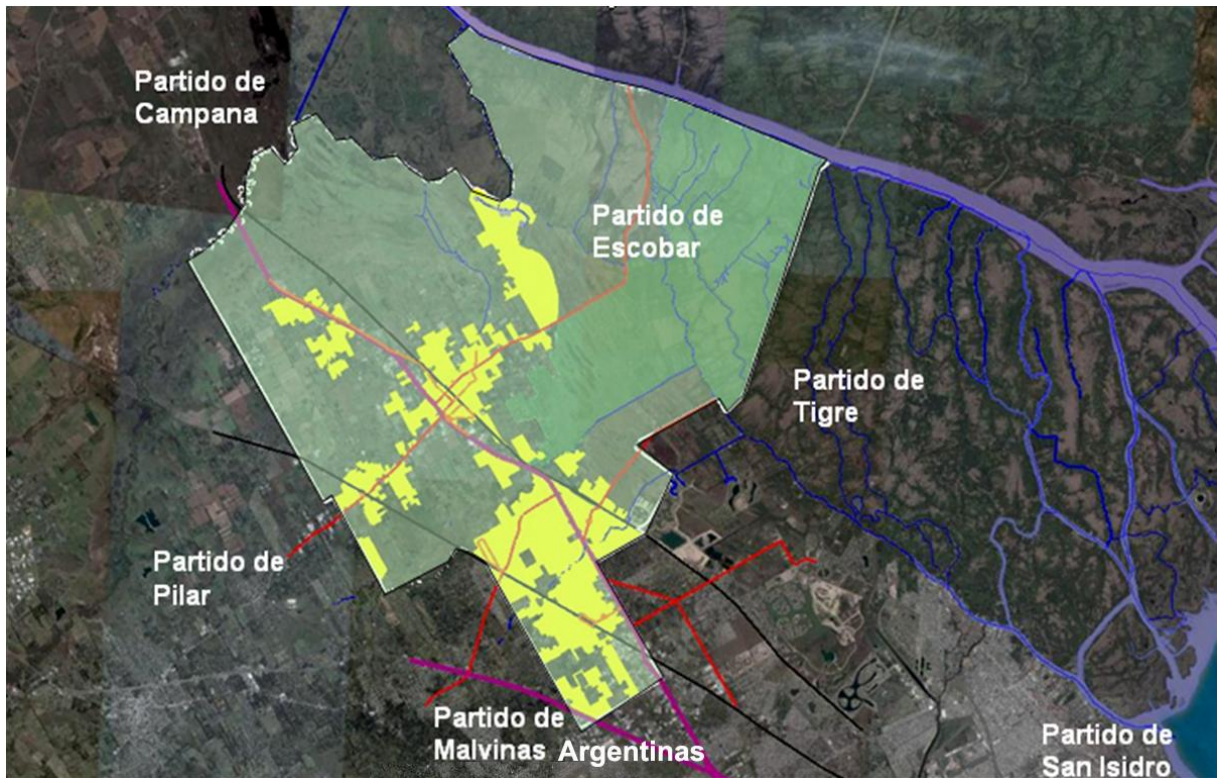 Partido de
Campana
Partido de
Escobar
Partido de
Tigre
Partido de
Pilar
Partido de
Malvinas Argentinas
Partido de
San Isidro